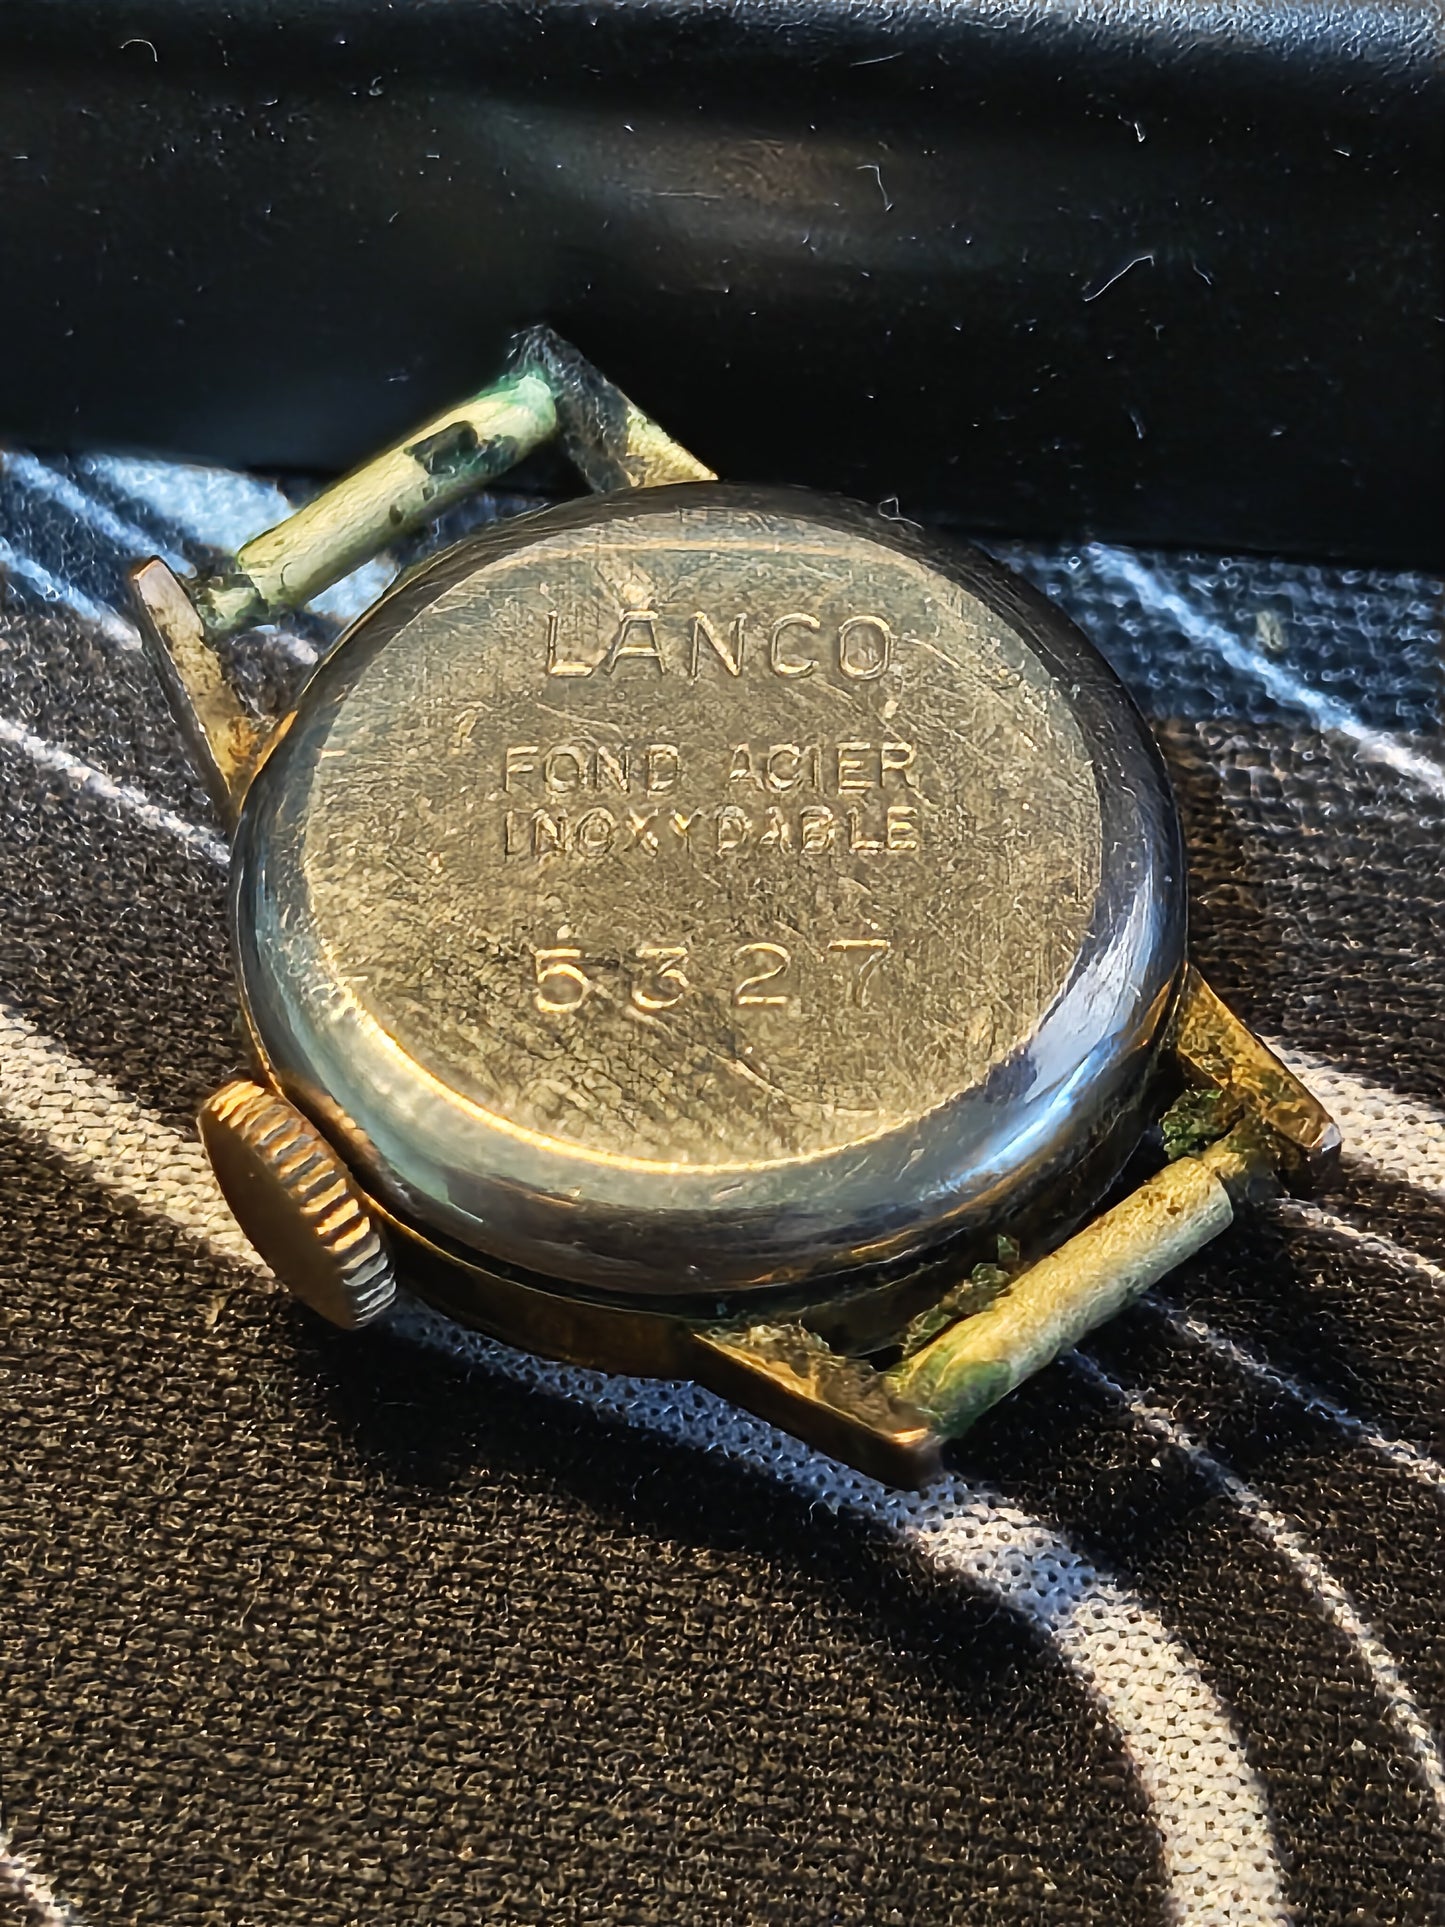 LANCO
FOND ACIER
INOXYDABLE
5327